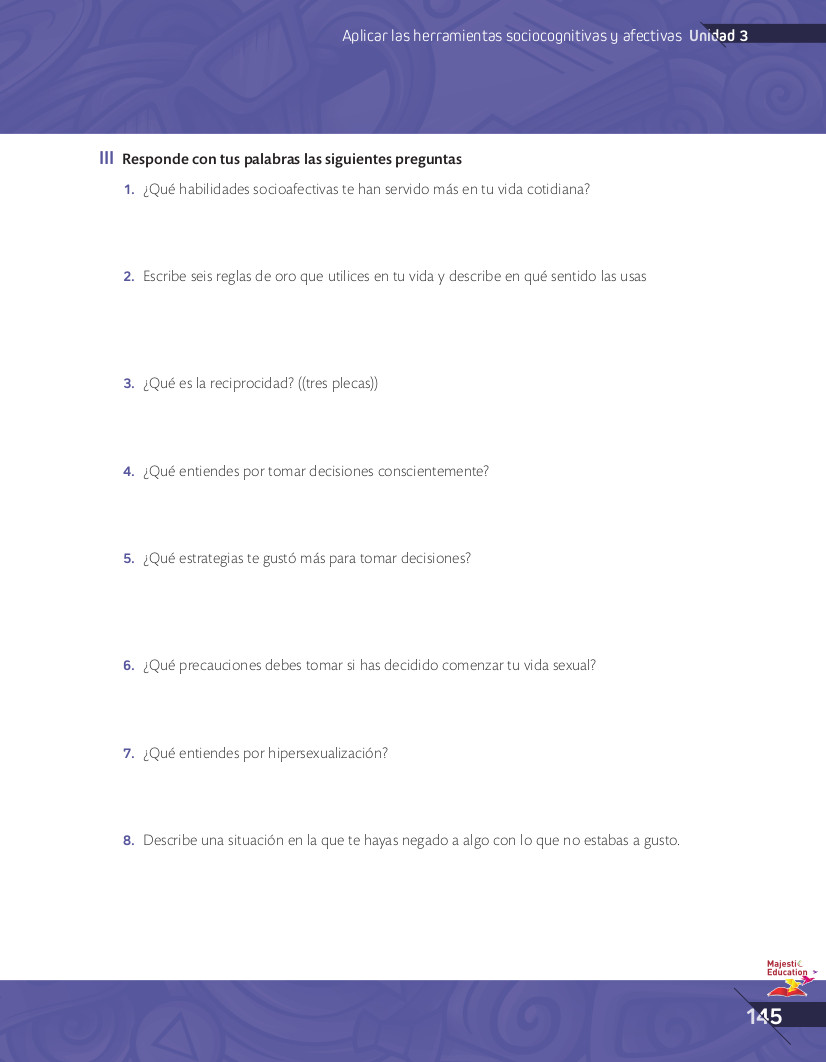 Aplicar las herramientas sociocognitivas y afectivas Unidad 3
III Responde con tus palabras las siguientes preguntas
1. ¿Qué habilidades socioafectivas te han servido más en tu vida cotidiana?
2. Escribe seis reglas de oro que utilices en tu vida y describe en qué sentido las usas
3. ¿Qué es la reciprocidad? ((tres plecas))
4. ¿Qué entiendes por tomar decisiones conscientemente?
5. ¿Qué estrategias te gustó más para tomar decisiones?
6. ¿Qué precauciones debes tomar si has decidido comenzar tu vida sexual?
7. ¿Qué entiendes por hipersexualización?
8. Describe una situación en la que te hayas negado a algo con lo que no estabas a gusto.
Majestic
Education
145